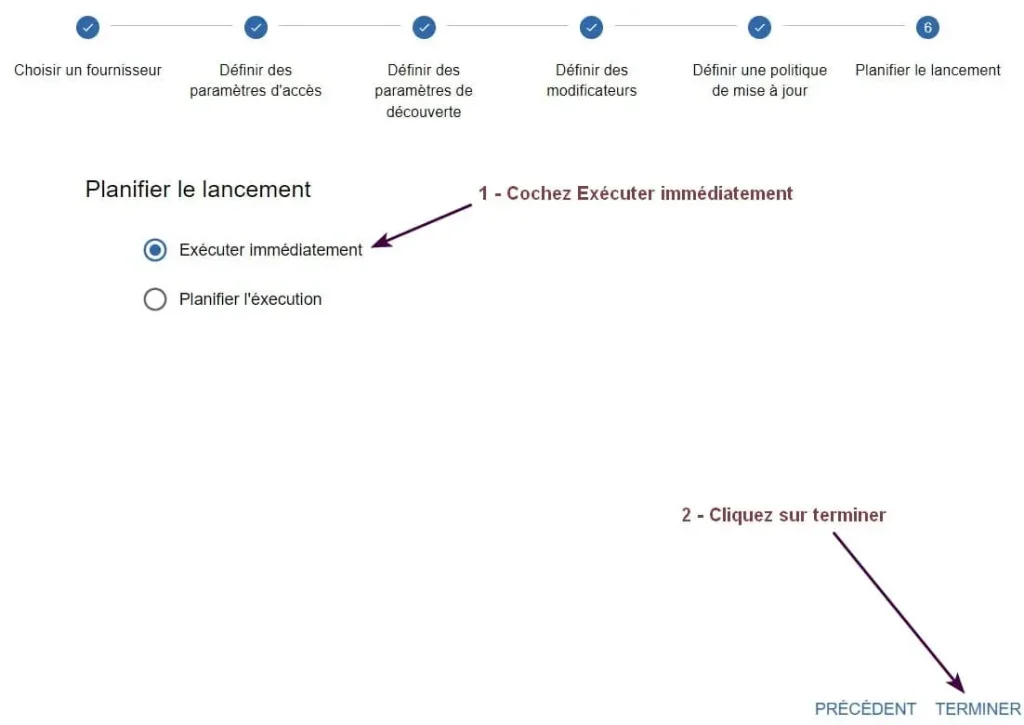 6
Choisir un fournisseur
Définir des
paramètres d'accès
Définir des
paramètres de
découverte
Définir des
modificateurs
Définir une politique
de mise à jour
Planifier le lancement
Planifier le lancement
1 - Cochez Exécuter immédiatement
Exécuter immédiatement
Planifier l'éxecution
2 - Cliquez sur terminer
PRÉCÉDENT TERMINER